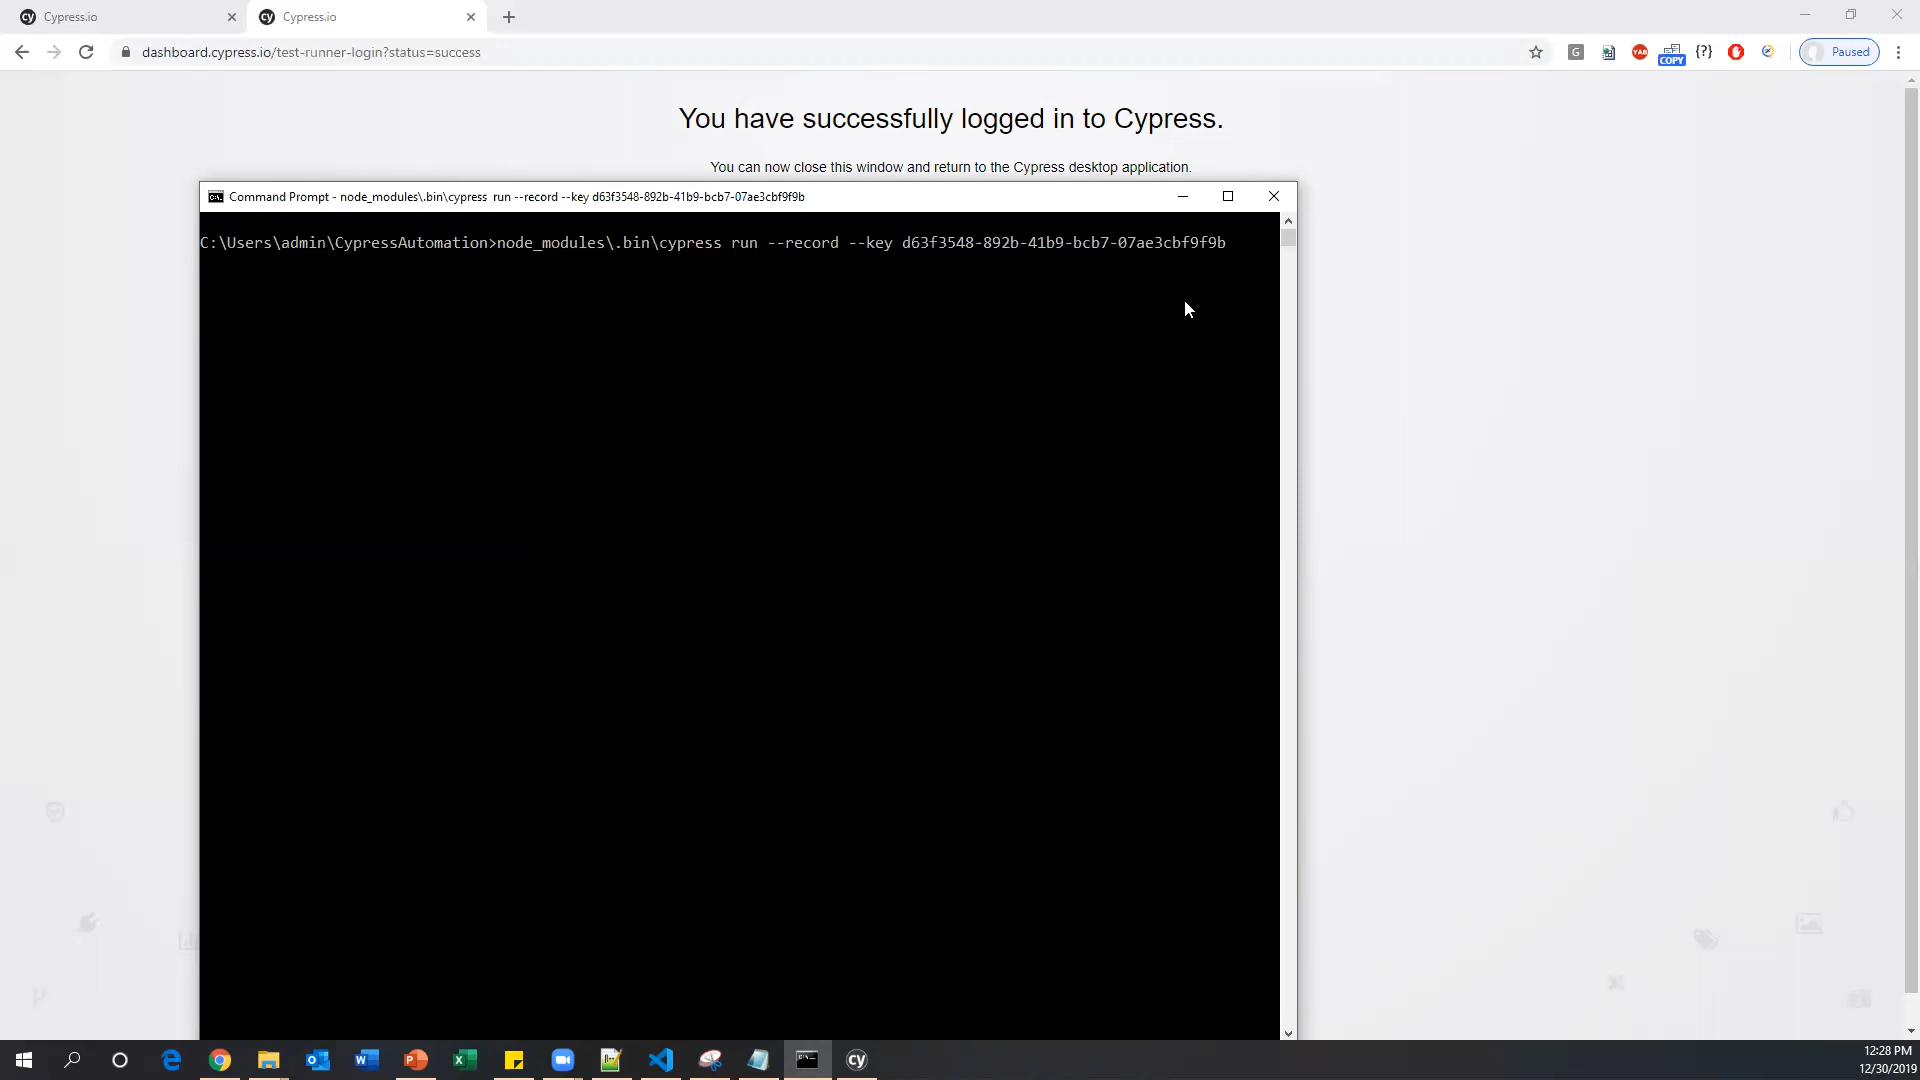 Cypress.io
Cypress.io
dashboard.cypress.io/test-runner-login?status=success
COPY
Paused
You have successfully logged in to Cypress.
You can now close this window and return to the Cypress desktop application.
Command Prompt - node_modules\.bin\cypress run --record --key d63f3548-892b-41b9-bcb7-07ae3cbf9f9b
C:\Users\admin\CypressAutomation>node_modules\.bin\cypress run --record --key d63f3548-892b-41b9-bcb7-07ae3cbf9f9b
12:28 PM
12/30/2019